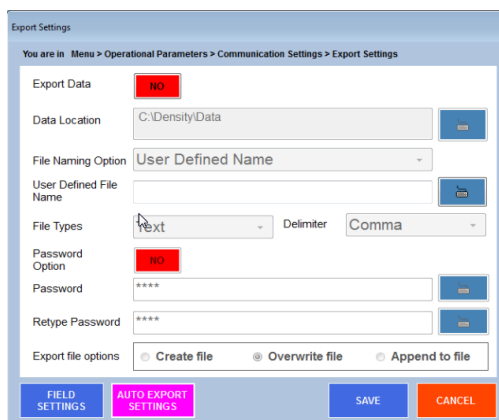 Export Settings
You are in Menu > Operational Parameters > Communication Settings > Export Settings
Export Data NO
Data Location C:\Density\Data
File Naming Option User Defined Name
User Defined File
Name
File Types Text Delimiter Comma
Password
Option NO
Password ****
Retype Password ****
Export file options Create file Overwrite file Append to file
FIELD
SETTINGS
AUTO EXPORT
SETTINGS
SAVE
CANCEL